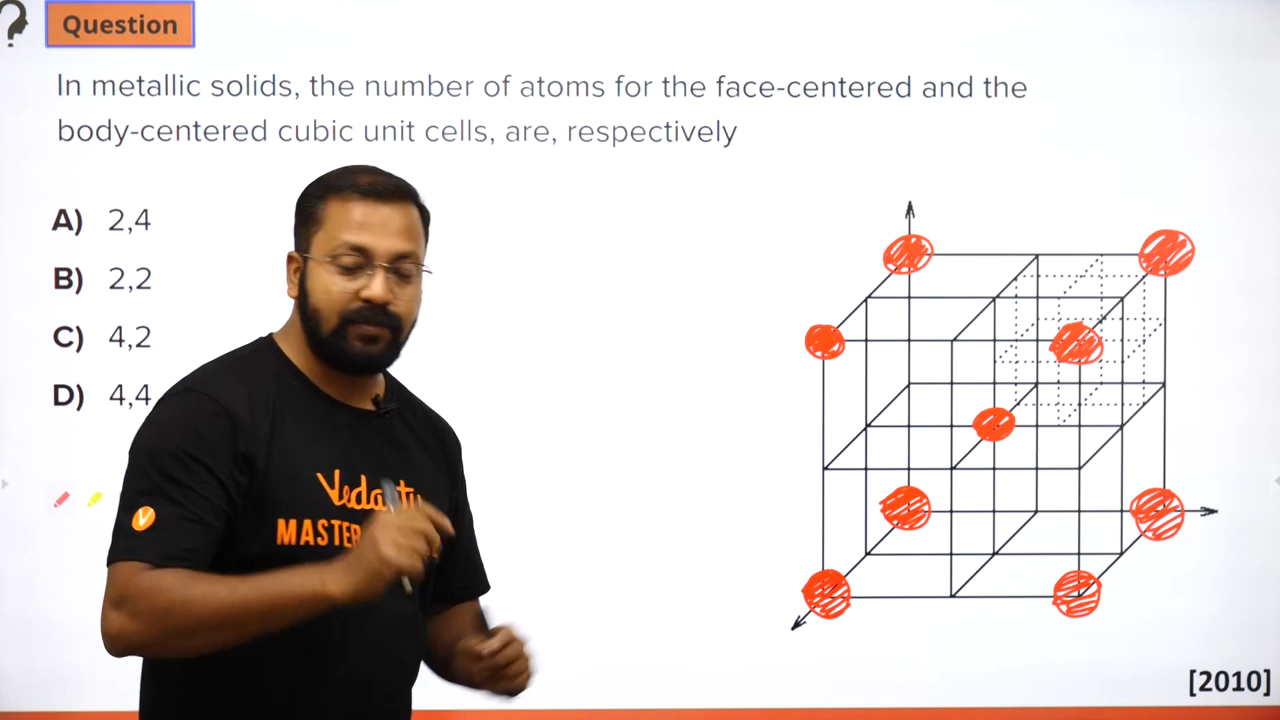 ?
Question
In metallic solids, the number of atoms for the face-centered and the
body-centered cubic unit cells, are, respectively
A) 2,4
B) 2,2
C) 4,2
D) 4,4
MASTER
V
[2010]